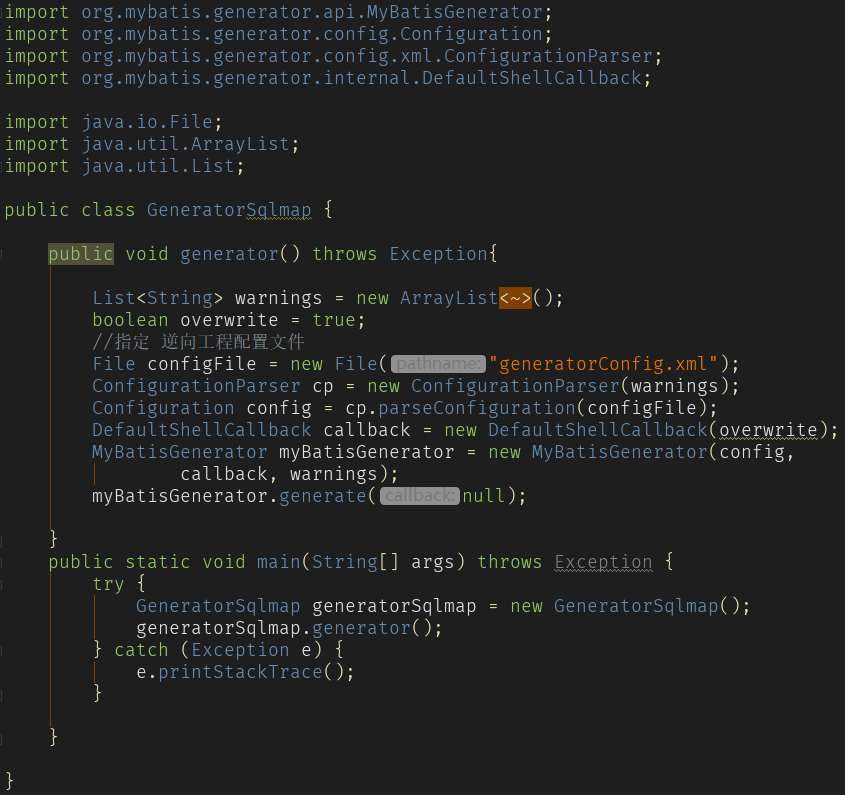 import org.mybatis.generator.api.MyBatisGenerator;
import org.mybatis.generator.config.Configuration;
import org.mybatis.generator.config.xml.ConfigurationParser;
import org.mybatis.generator.internal.DefaultShellCallback;
import java.io.File;
import java.util.ArrayList;
import java.util.List;
public class GeneratorSqlmap {
public void generator() throws Exception{
List<String> warnings = new ArrayList<~>();
boolean overwrite = true;
//指定 逆向工程配置文件
File configFile = new File( pathname: "generatorConfig.xml");
ConfigurationParser cp = new ConfigurationParser(warnings);
Configuration config = cp.parseConfiguration(configFile);
DefaultShellCallback callback = new DefaultShellCallback(overwrite);
MyBatisGenerator myBatisGenerator = new MyBatisGenerator(config,
callback, warnings);
myBatisGenerator.generate( callback: null);
}
public static void main(String[] args) throws Exception {
try {
GeneratorSqlmap generatorSqlmap = new GeneratorSqlmap();
generatorSqlmap.generator();
} catch (Exception e) {
e.printStackTrace();
}
}
}